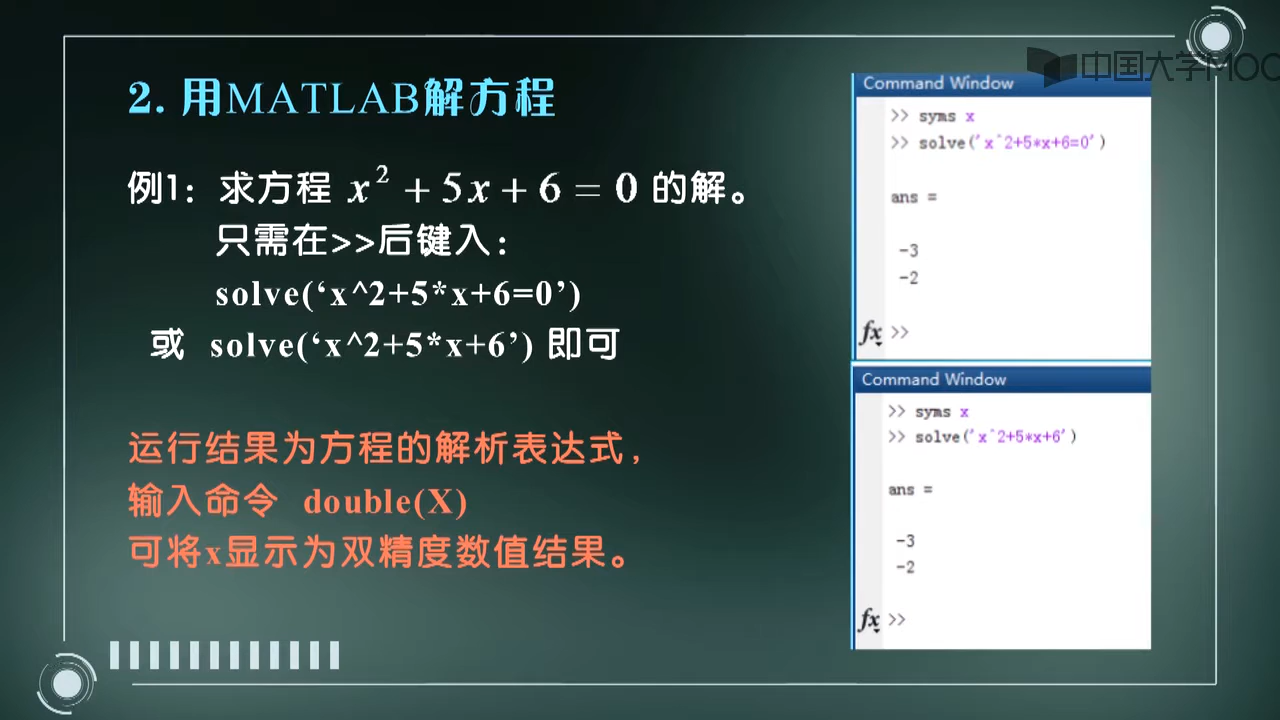 中国大学MOO
2. 用MATLAB解方程
例1: 求方程 x² + 5x + 6 = 0 的解。
只需在>>后键入:
solve(‘x^2+5*x+6=0’)
或 solve(‘x^2+5*x+6’) 即可
运行结果为方程的解析表达式,
输入命令 double(X)
可将x显示为双精度数值结果。
Command Window
>> syms x
>> solve('x^2+5*x+6=0')
ans =
-3
-2
fx >>
Command Window
>> syms x
>> solve('x^2+5*x+6')
ans =
-3
-2
fx >>